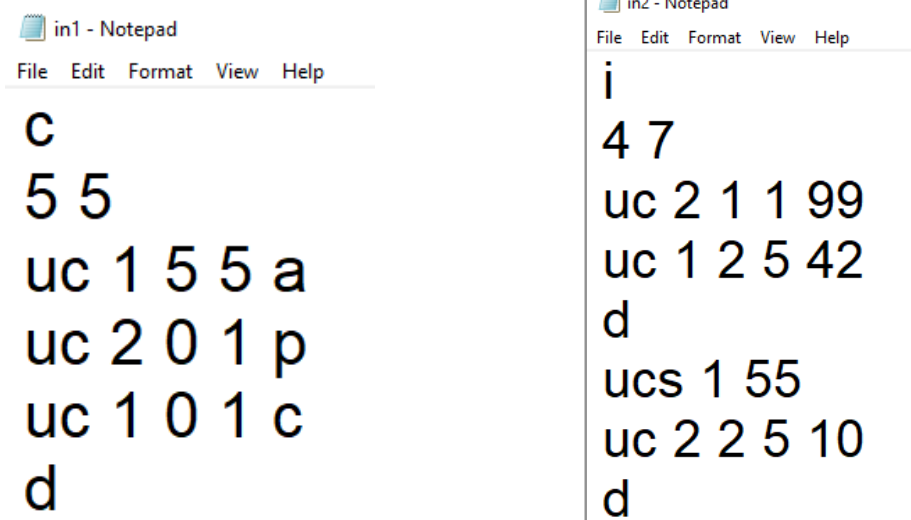 in1 - Notepad
File Edit Format View Help
c
5 5
uc 1 5 5 a
uc 2 0 1 p
uc 1 0 1 c
d
in2 - Notepad
File Edit Format View Help
i
4 7
uc 2 1 1 99
uc 1 2 5 42
d
ucs 1 55
uc 2 2 5 10
d